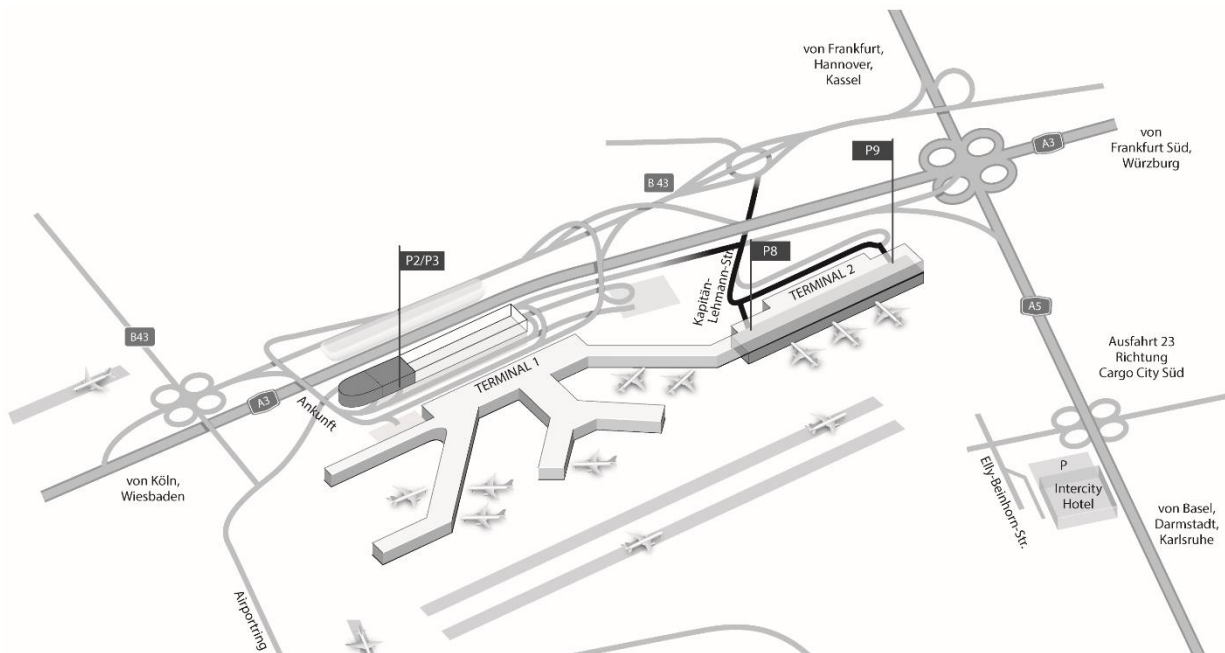 von Frankfurt,
Hannover,
Kassel
A3
von
Frankfurt Süd,
Würzburg
P9
B 43
P8
P2/P3
Kapitän-
Lehmann-Str.
TERMINAL 2
TERMINAL 1
B43
A5
Ausfahrt 23
Richtung
Cargo City Süd
A3
Ankunft
von Köln,
Wiesbaden
Elly-Beinhorn-Str.
P
Intercity
Hotel
von Basel,
Darmstadt,
Karlsruhe
Airportring